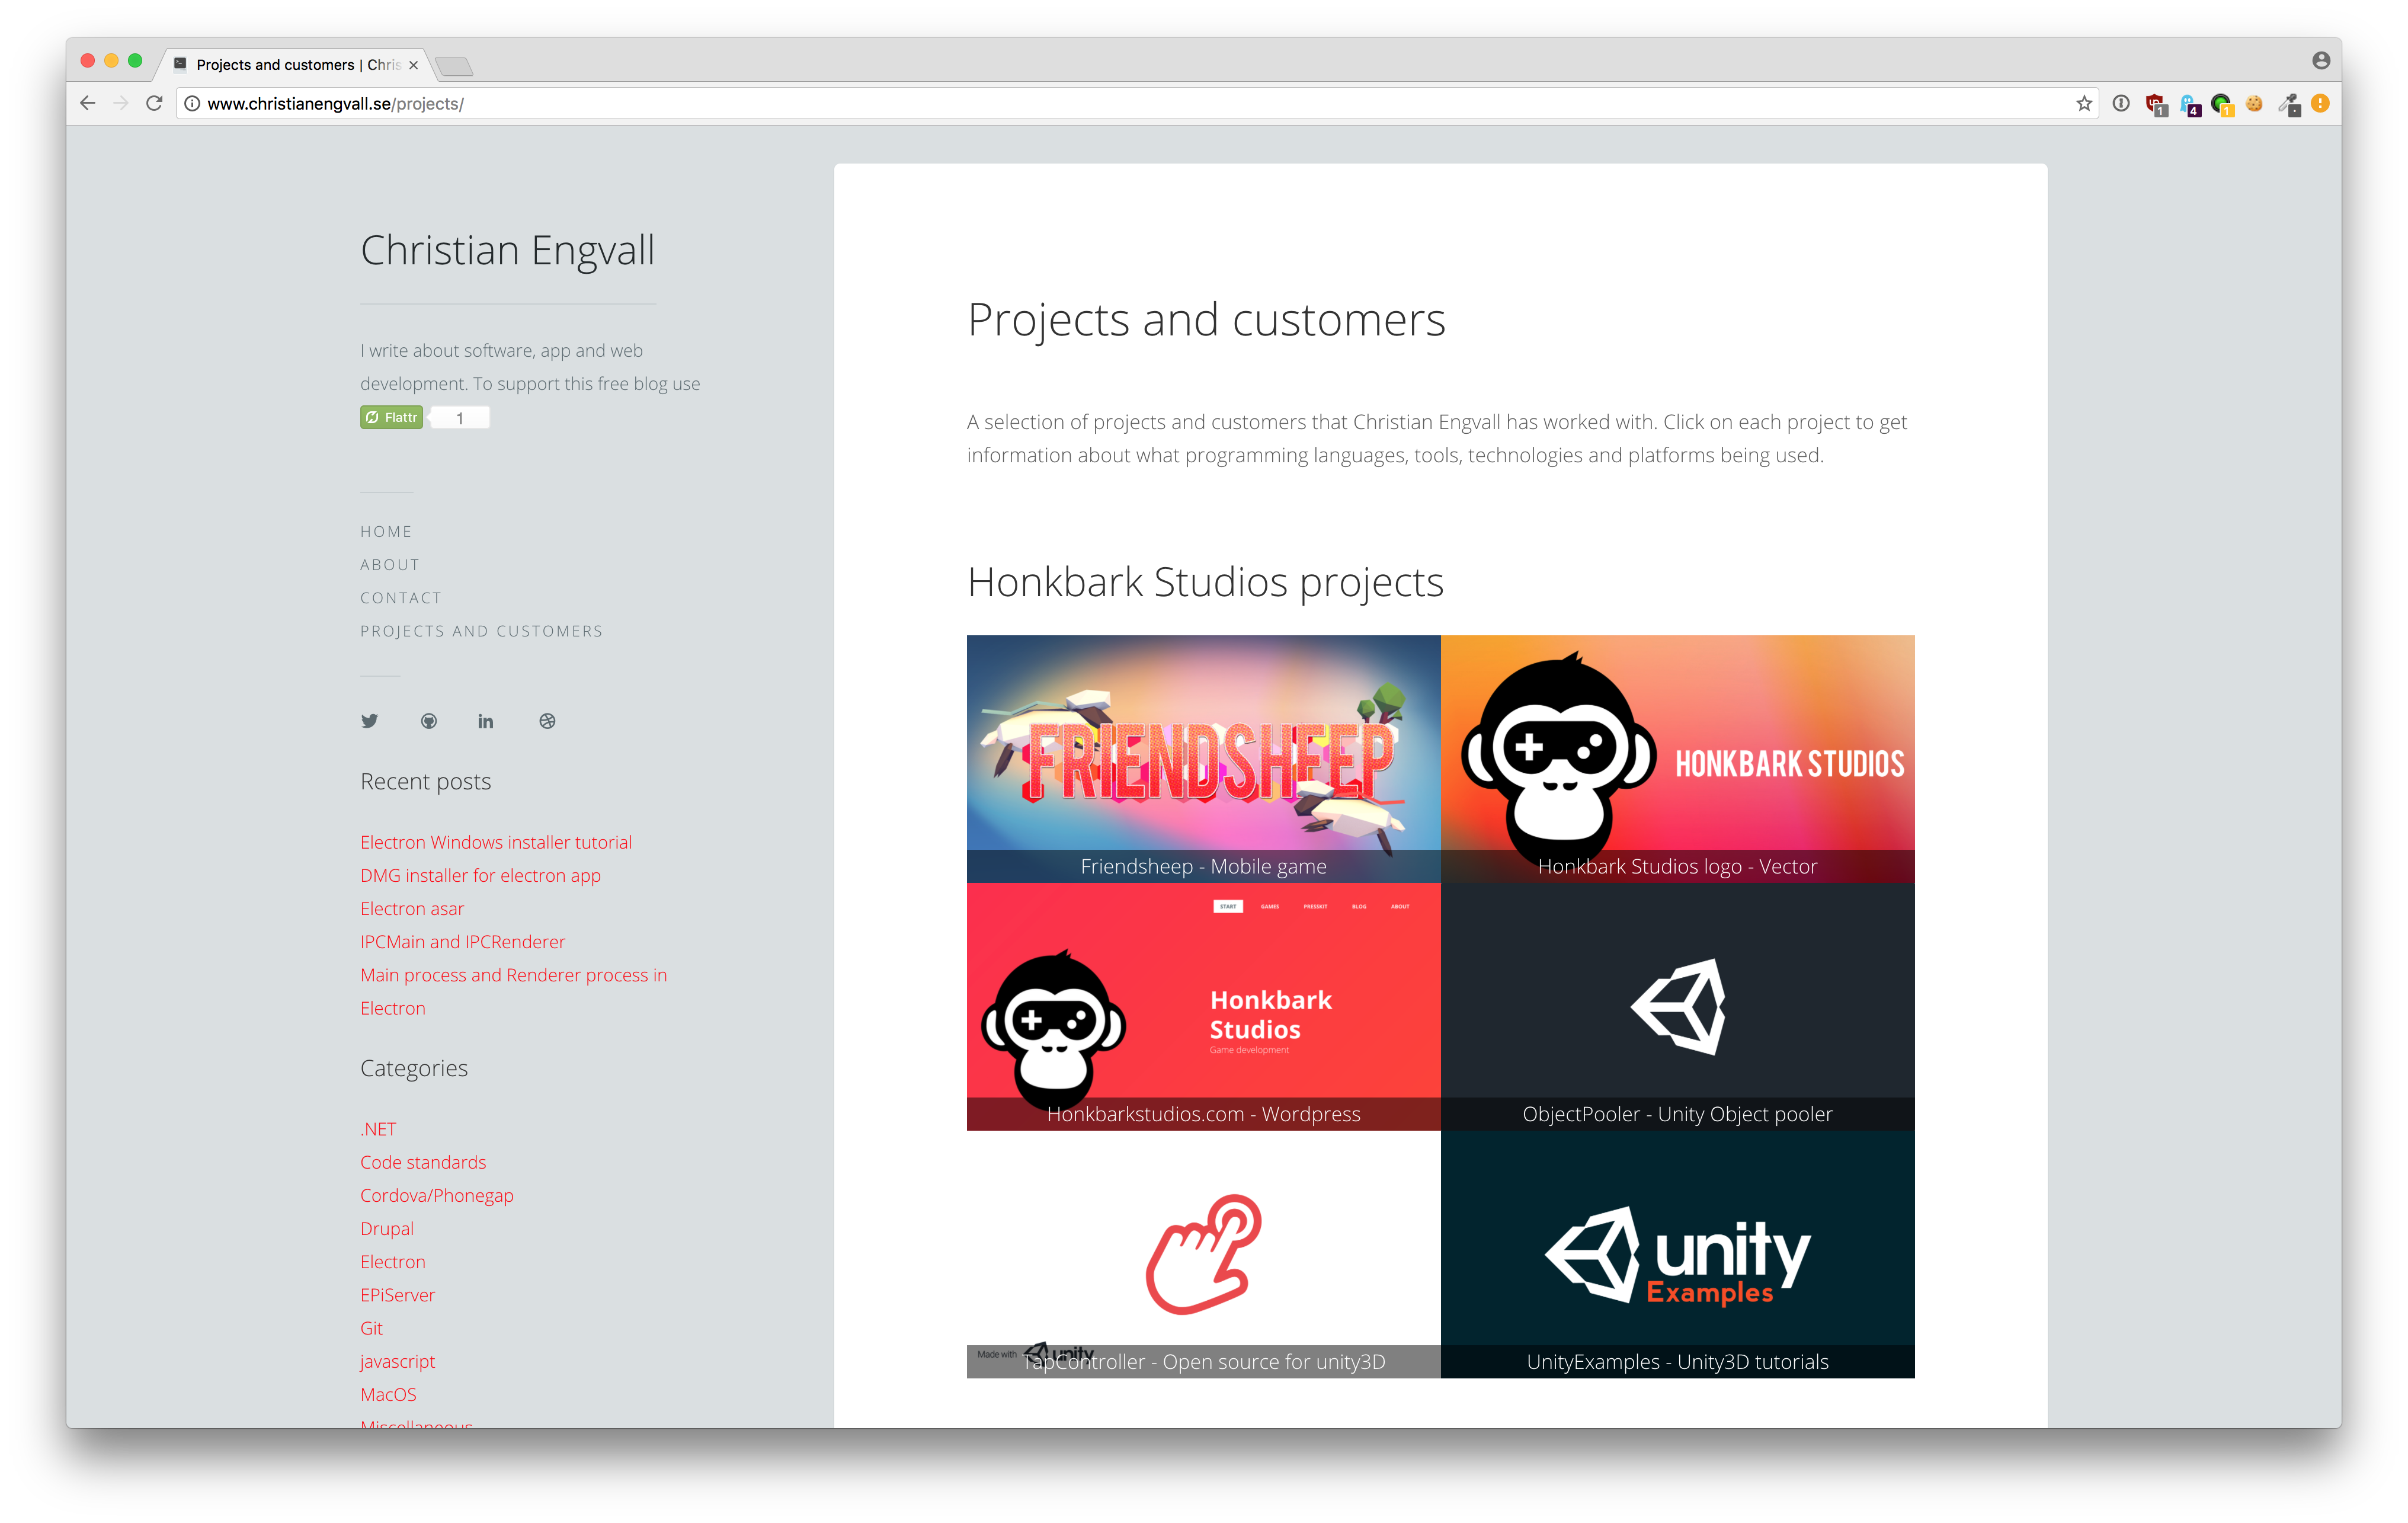 Projects and customers | Chris
www.christianengvall.se/projects/
1
4
1
Christian Engvall
I write about software, app and web
development. To support this free blog use
Flattr
1
HOME
ABOUT
CONTACT
PROJECTS AND CUSTOMERS
Recent posts
Electron Windows installer tutorial
DMG installer for electron app
Electron asar
IPCMain and IPCRenderer
Main process and Renderer process in
Electron
Categories
.NET
Code standards
Cordova/Phonegap
Drupal
Electron
EPiServer
Git
javascript
MacOS
Miscellaneous
Projects and customers
A selection of projects and customers that Christian Engvall has worked with. Click on each project to get
information about what programming languages, tools, technologies and platforms being used.
Honkbark Studios projects
FRIENDSHEEP
Friendsheep - Mobile game
HONKBARK STUDIOS
Honkbark Studios logo - Vector
START GAMES PRESSKIT BLOG ABOUT
Honkbark
Studios
Game development
Honkbarkstudios.com - Wordpress
ObjectPooler - Unity Object pooler
Made with unity
TapController - Open source for unity3D
unity
Examples
UnityExamples - Unity3D tutorials